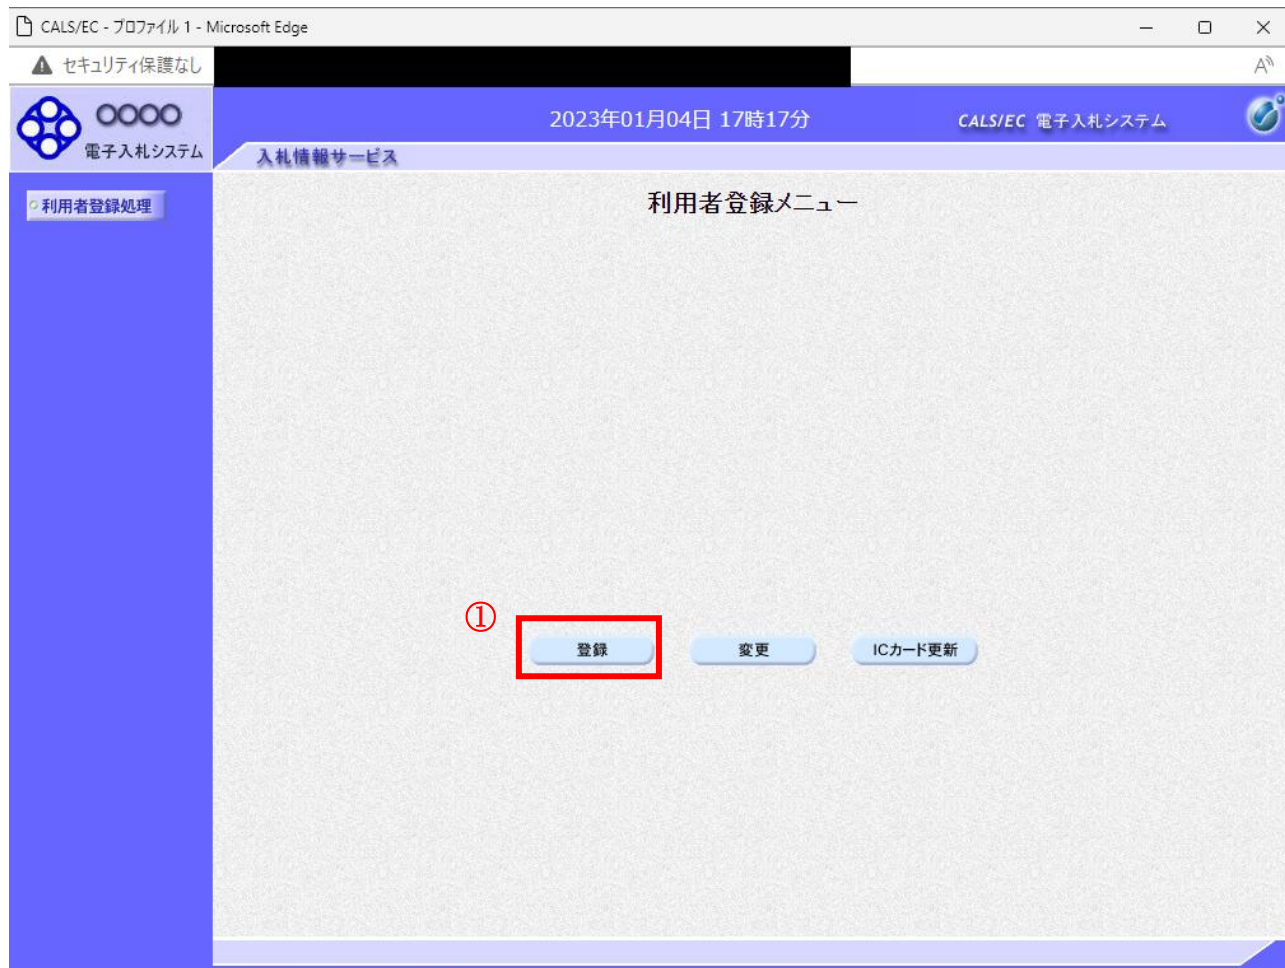 CALS/EC - プロファイル 1 - Microsoft Edge
セキュリティ保護なし
OOOO
電子入札システム
2023年01月04日 17時17分
CALS/EC 電子入札システム
入札情報サービス
利用者登録処理
利用者登録メニュー
①
登録
変更
ICカード更新